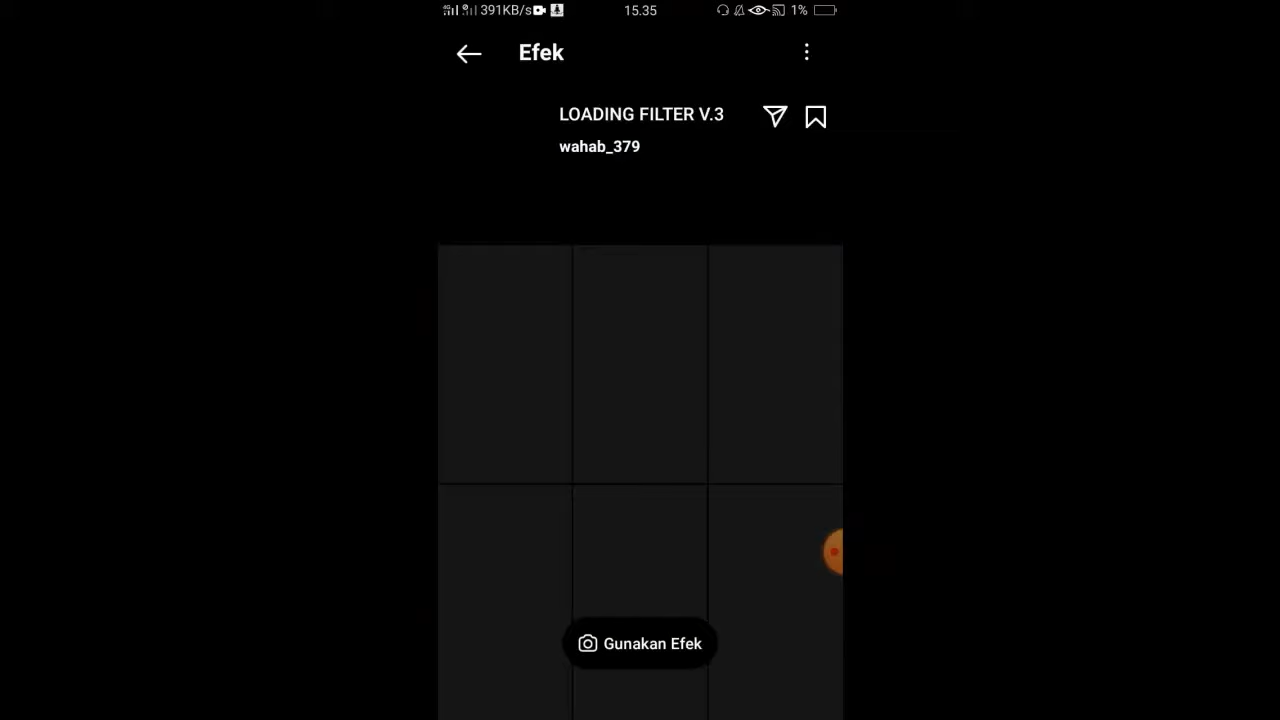 391KB/s
15.35
1%
Efek
LOADING FILTER V.3
wahab_379
Gunakan Efek